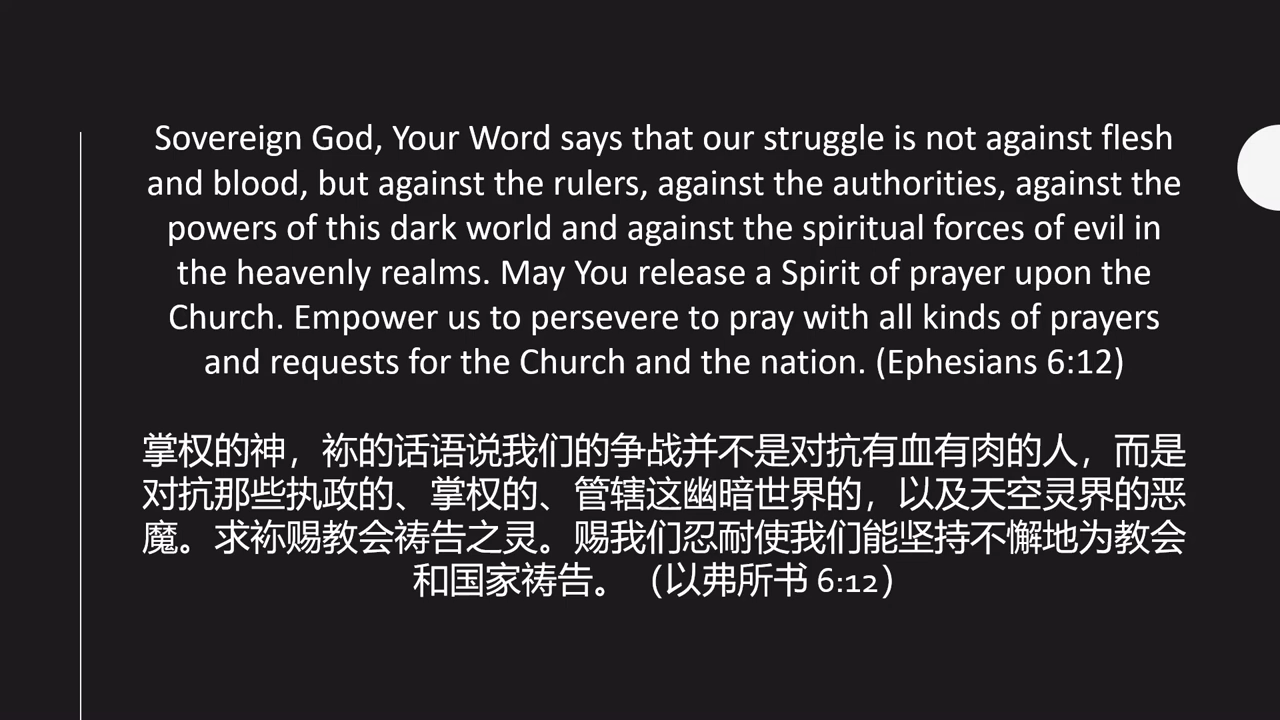 Sovereign God, Your Word says that our struggle is not against flesh
and blood, but against the rulers, against the authorities, against the
powers of this dark world and against the spiritual forces of evil in
the heavenly realms. May You release a Spirit of prayer upon the
Church. Empower us to persevere to pray with all kinds of prayers
and requests for the Church and the nation. (Ephesians 6:12)
掌权的神，祢的话语说我们的争战并不是对抗有血有肉的人，而是
对抗那些执政的、掌权的、管辖这幽暗世界的，以及天空灵界的恶
魔。求祢赐教会祷告之灵。赐我们忍耐使我们能坚持不懈地为教会
和国家祷告。（以弗所书 6:12）